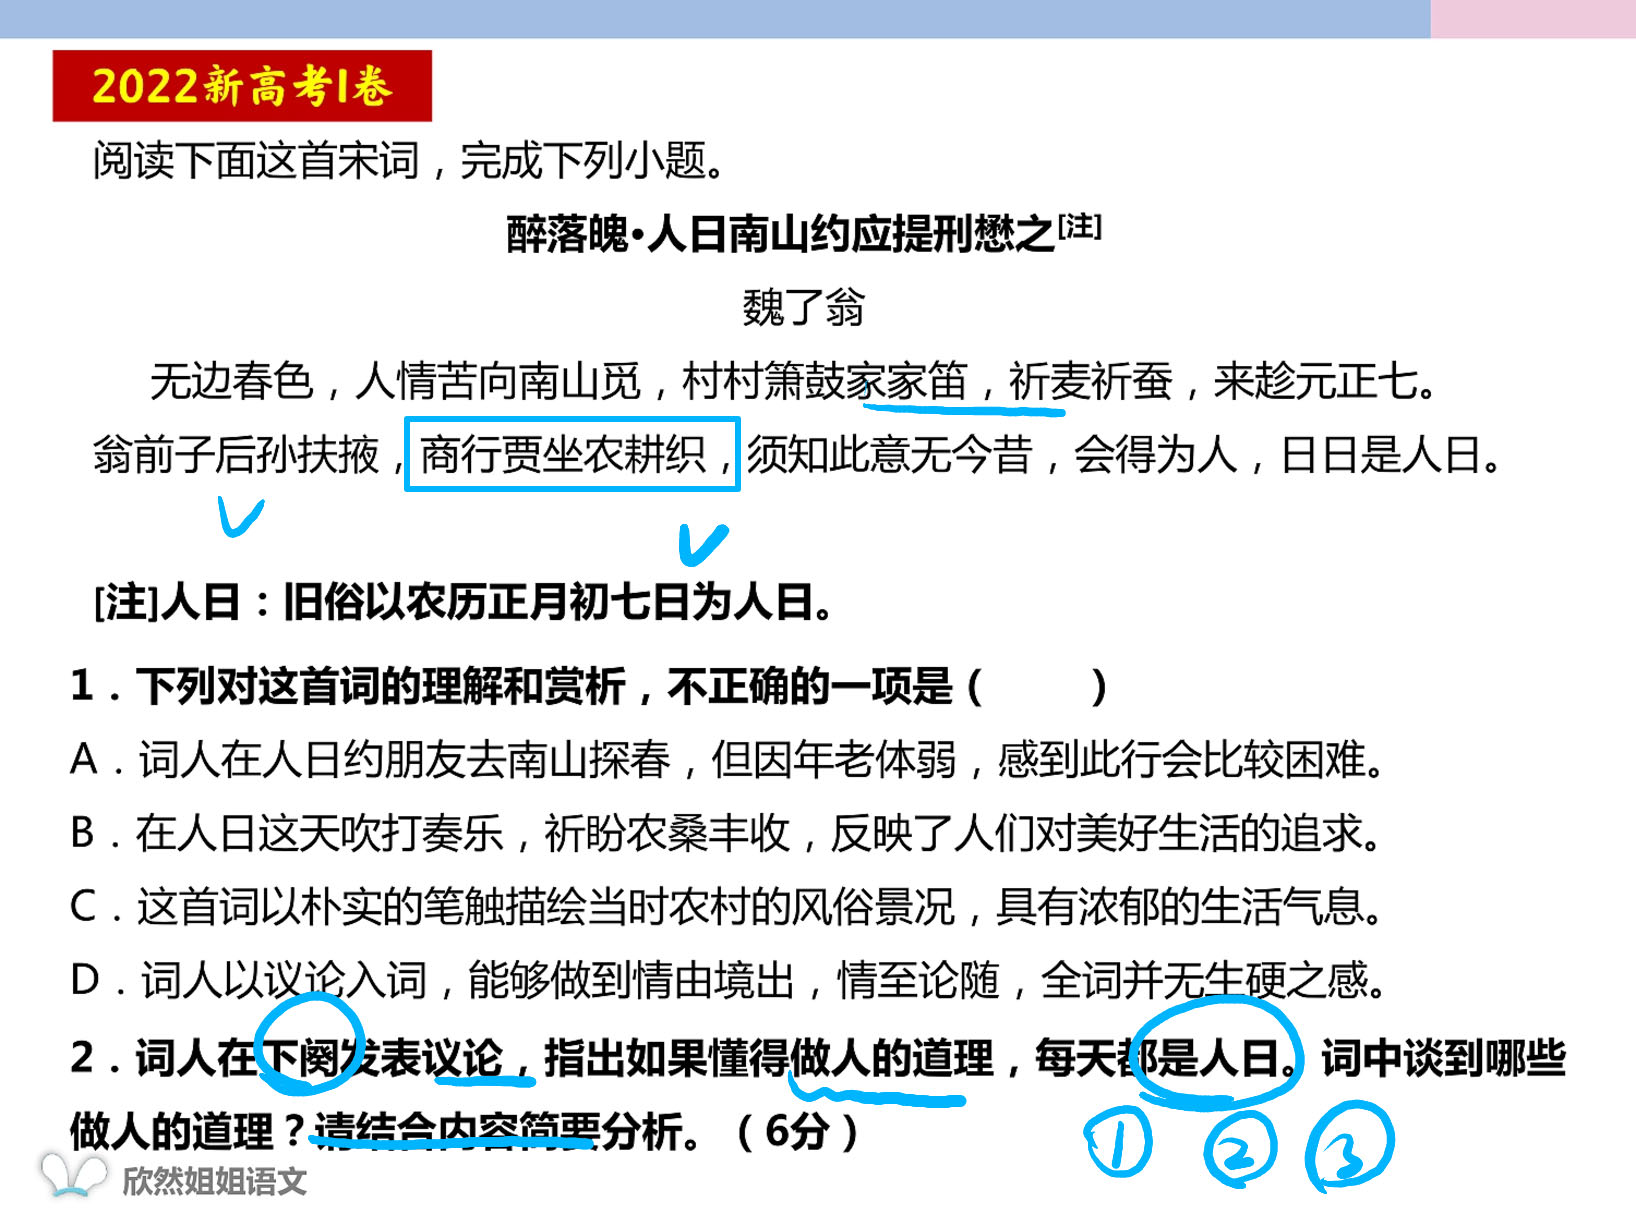 2022新高考I卷
阅读下面这首宋词，完成下列小题。
醉落魄•人日南山约应提刑懋之[注]
魏了翁
无边春色，人情苦向南山觅，村村箫鼓家家笛，祈麦祈蚕，来趁元正七。
翁前子后孙扶掖，商行贾坐农耕织，须知此意无今昔，会得为人，日日是人日。
[注]人日：旧俗以农历正月初七日为人日。
1．下列对这首词的理解和赏析，不正确的一项是（　　）
A．词人在人日约朋友去南山探春，但因年老体弱，感到此行会比较困难。
B．在人日这天吹打奏乐，祈盼农桑丰收，反映了人们对美好生活的追求。
C．这首词以朴实的笔触描绘当时农村的风俗景况，具有浓郁的生活气息。
D．词人以议论入词，能够做到情由境出，情至论随，全词并无生硬之感。
2．词人在下阕发表议论，指出如果懂得做人的道理，每天都是人日。词中谈到哪些
做人的道理？请结合内容简要分析。（6分）
① ② ③
欣然姐姐语文